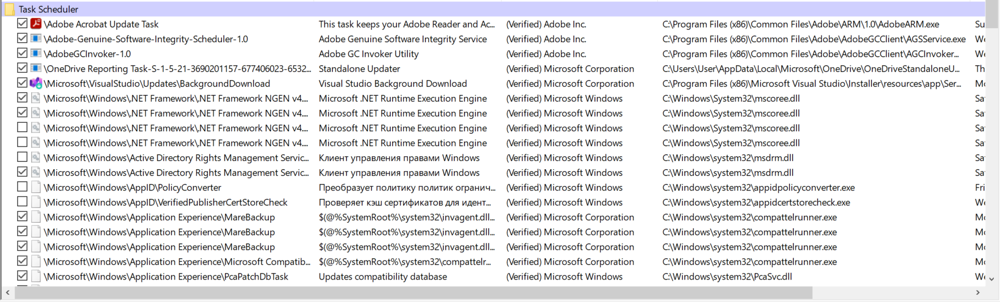 Task Scheduler
\Adobe Acrobat Update Task This task keeps your Adobe Reader and Ac... (Verified) Adobe Inc. C:\Program Files (x86)\Common Files\Adobe\ARM\1.0\AdobeARM.exe Su
\Adobe-Genuine-Software-Integrity-Scheduler-1.0 Adobe Genuine Software Integrity Service (Verified) Adobe Inc. C:\Program Files (x86)\Common Files\Adobe\AdobeGCClient\AGSService.exe We
\AdobeGCInvoker-1.0 Adobe GC Invoker Utility (Verified) Adobe Inc. C:\Program Files (x86)\Common Files\Adobe\AdobeGCClient\AGCInvoker... We
\OneDrive Reporting Task-S-1-5-21-3690201157-677406023-6532... Standalone Updater (Verified) Microsoft Corporation C:\Users\User\AppData\Local\Microsoft\OneDrive\OneDriveStandaloneU... Th
\Microsoft\VisualStudio\Updates\BackgroundDownload Visual Studio Background Download (Verified) Microsoft Corporation C:\Program Files (x86)\Microsoft Visual Studio\Installer\resources\app\Ser... Mo
\Microsoft\Windows\.NET Framework\.NET Framework NGEN v4.... Microsoft .NET Runtime Execution Engine (Verified) Microsoft Windows C:\Windows\System32\mscoree.dll Sa
\Microsoft\Windows\.NET Framework\.NET Framework NGEN v4.... Microsoft .NET Runtime Execution Engine (Verified) Microsoft Windows C:\Windows\System32\mscoree.dll Sa
\Microsoft\Windows\.NET Framework\.NET Framework NGEN v4.... Microsoft .NET Runtime Execution Engine (Verified) Microsoft Windows C:\Windows\System32\mscoree.dll Sa
\Microsoft\Windows\.NET Framework\.NET Framework NGEN v4.... Microsoft .NET Runtime Execution Engine (Verified) Microsoft Windows C:\Windows\System32\mscoree.dll Sa
\Microsoft\Windows\Active Directory Rights Management Servic... Клиент управления правами Windows (Verified) Microsoft Windows C:\Windows\system32\msdrm.dll Sa
\Microsoft\Windows\Active Directory Rights Management Servic... Клиент управления правами Windows (Verified) Microsoft Windows C:\Windows\system32\msdrm.dll Sa
\Microsoft\Windows\AppID\PolicyConverter Преобразует политику политик огранич... (Verified) Microsoft Windows C:\Windows\system32\appidpolicyconverter.exe Fri
\Microsoft\Windows\AppID\VerifiedPublisherCertStoreCheck Проверяет кэш сертификатов для идент... (Verified) Microsoft Windows C:\Windows\system32\appidcertstorecheck.exe We
\Microsoft\Windows\Application Experience\MareBackup $(@%SystemRoot%\system32\invagent.dll... (Verified) Microsoft Corporation C:\Windows\system32\compattelrunner.exe Mo
\Microsoft\Windows\Application Experience\MareBackup $(@%SystemRoot%\system32\invagent.dll... (Verified) Microsoft Corporation C:\Windows\system32\compattelrunner.exe Mo
\Microsoft\Windows\Application Experience\MareBackup $(@%SystemRoot%\system32\invagent.dll... (Verified) Microsoft Corporation C:\Windows\system32\compattelrunner.exe Mo
\Microsoft\Windows\Application Experience\Microsoft Compatib... $(@%SystemRoot%\system32\compattelr... (Verified) Microsoft Corporation C:\Windows\system32\compattelrunner.exe Mo
\Microsoft\Windows\Application Experience\PcaPatchDbTask Updates compatibility database (Verified) Microsoft Windows C:\Windows\system32\PcaSvc.dll We